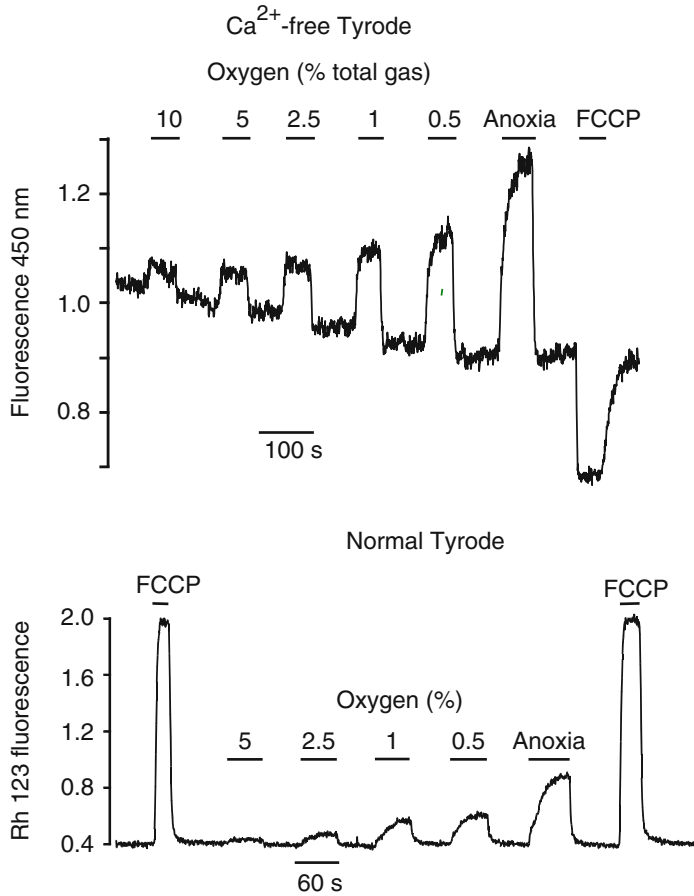 Ca²⁺-free Tyrode
Oxygen (% total gas)
10 5 2.5 1 0.5 Anoxia FCCP
Fluorescence 450 nm
1.2
1.0
0.8
100 s
Normal Tyrode
FCCP FCCP
Rh 123 fluorescence
2.0
1.6
1.2
0.8
0.4
Oxygen (%)
5 2.5 1 0.5 Anoxia
60 s